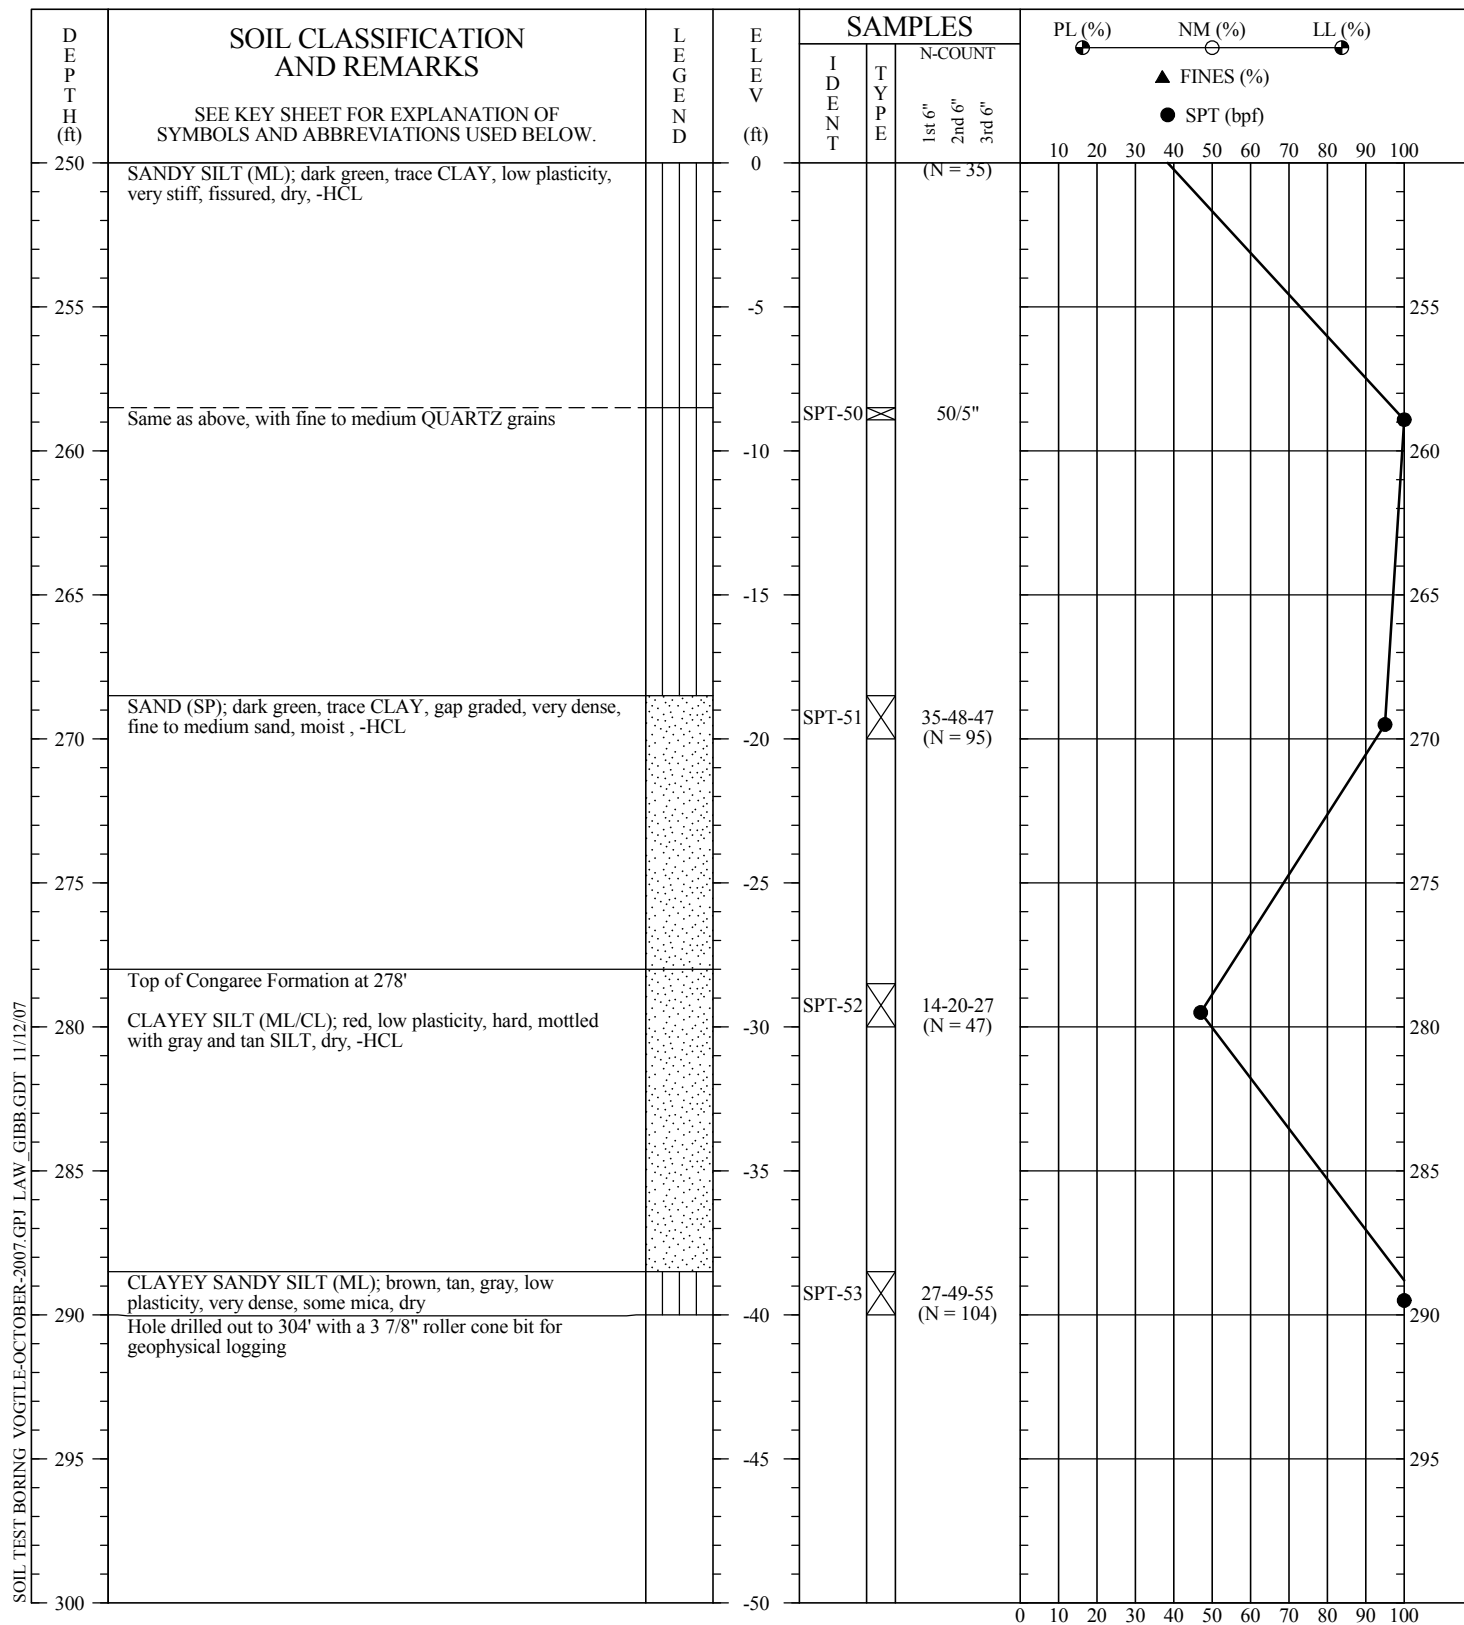 DEPTH (ft)
SOIL CLASSIFICATION
AND REMARKS
SEE KEY SHEET FOR EXPLANATION OF
SYMBOLS AND ABBREVIATIONS USED BELOW.
LEGEND
ELEV (ft)
SAMPLES
IDENT
TYPE
N-COUNT
1st 6"
2nd 6"
3rd 6"
PL (%) NM (%) LL (%)
▲ FINES (%)
● SPT (bpf)
10 20 30 40 50 60 70 80 90 100
250
SANDY SILT (ML); dark green, trace CLAY, low plasticity,
very stiff, fissured, dry, -HCL
0
(N = 35)
255
-5
255
Same as above, with fine to medium QUARTZ grains
SPT-50
50/5"
260
-10
260
265
-15
265
SAND (SP); dark green, trace CLAY, gap graded, very dense,
fine to medium sand, moist , -HCL
SPT-51
35-48-47
(N = 95)
270
-20
270
275
-25
275
Top of Congaree Formation at 278'
CLAYEY SILT (ML/CL); red, low plasticity, hard, mottled
with gray and tan SILT, dry, -HCL
SPT-52
14-20-27
(N = 47)
280
-30
280
285
-35
285
CLAYEY SANDY SILT (ML); brown, tan, gray, low
plasticity, very dense, some mica, dry
SPT-53
27-49-55
(N = 104)
290
-40
290
Hole drilled out to 304' with a 3 7/8" roller cone bit for
geophysical logging
295
-45
295
300
-50
0 10 20 30 40 50 60 70 80 90 100
SOIL TEST BORING VOGTLE-OCTOBER-2007.GPJ LAW_GIBB.GDT 11/12/07